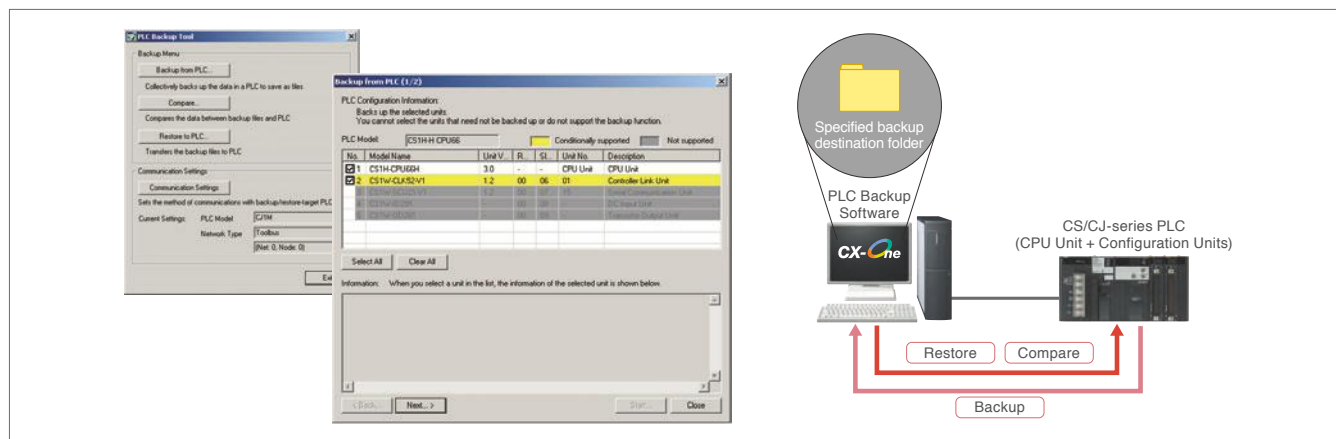 PLC Backup Tool
Backup Menu
Backup from PLC...
Collectively backs up the data in a PLC to save as files
Compare...
Compares the data between backup files and PLC
Restore to PLC...
Transfers the backup files to PLC
Communication Settings
Communication Settings
Sets the method of communications with backup/restore-target PLC
Current Settings: PLC Model CJ1M
Network Type Toolbus
(Net: 0, Node: 0)
Backup from PLC (1/2)
PLC Configuration Information:
Backs up the selected units.
You cannot select the units that need not be backed up or do not support the backup function.
PLC Model CS1H-H CPU66 Conditionally supported Not supported
No. Model Name Unit V... R... Sl... Unit No. Description
1 CS1H-CPU66H 3.0 - - CPU Unit CPU Unit
2 CS1W-CLK52-V1 1.2 00 06 01 Controller Link Unit
Select All Clear All
Information: When you select a unit in the list, the information of the selected unit is shown below.
< Back... Next... > Start... Close
Specified backup
destination folder
PLC Backup
Software
CX-One
CS/CJ-series PLC
(CPU Unit + Configuration Units)
Restore Compare
Backup